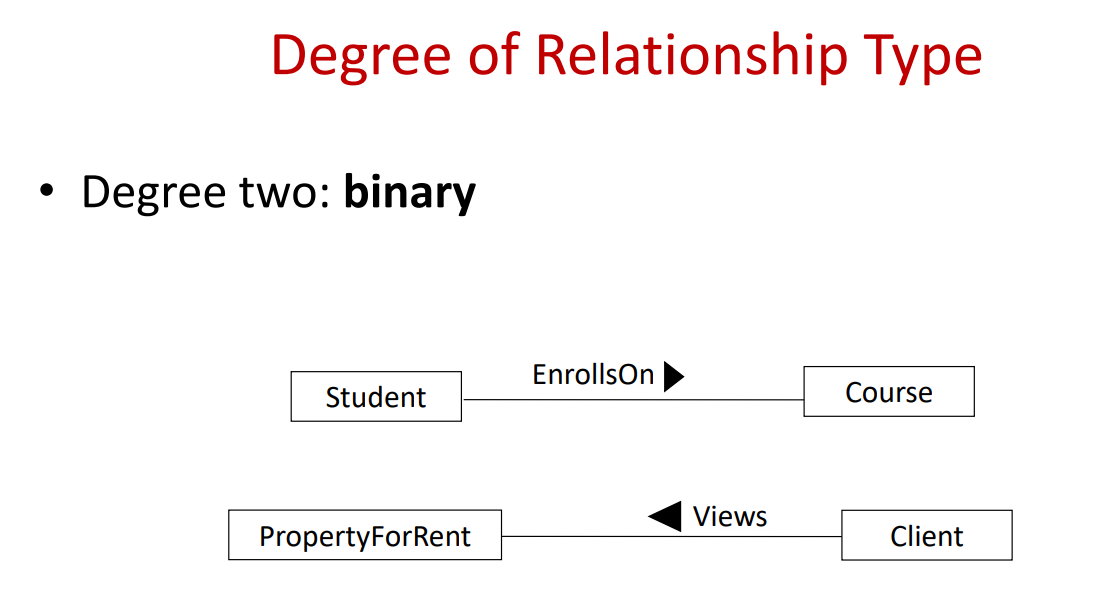 Degree of Relationship Type
• Degree two: binary
EnrollsOn
Student
Course
Views
PropertyForRent
Client